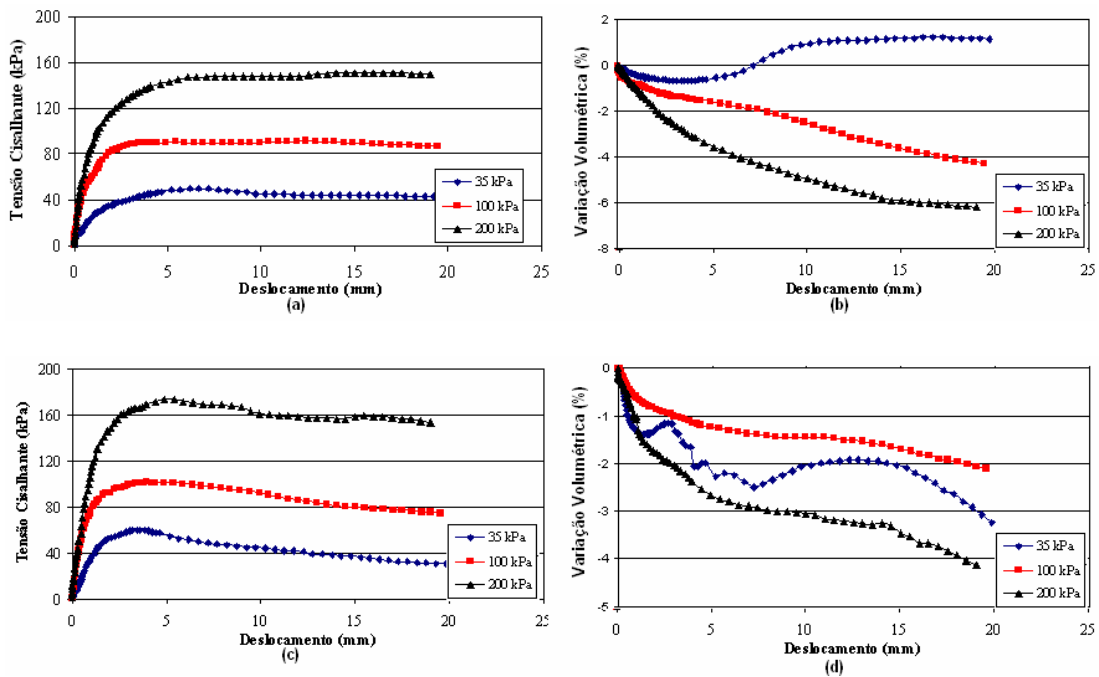 Tensão Cisalhante (kPa)
200
160
120
80
40
0
0 5 10 15 20 25
35 kPa
100 kPa
200 kPa
Deslocamento (mm)
(a)
Variação Volumétrica (%)
2
0
-2
-4
-6
-8
0 5 10 15 20 25
35 kPa
100 kPa
200 kPa
Deslocamento (mm)
(b)
Tensão Cisalhante (kPa)
200
160
120
80
40
0
0 5 10 15 20 25
35 kPa
100 kPa
200 kPa
Deslocamento (mm)
(c)
Variação Volumétrica (%)
0
-1
-2
-3
-4
-5
0 5 10 15 20 25
35 kPa
100 kPa
200 kPa
Deslocamento (mm)
(d)